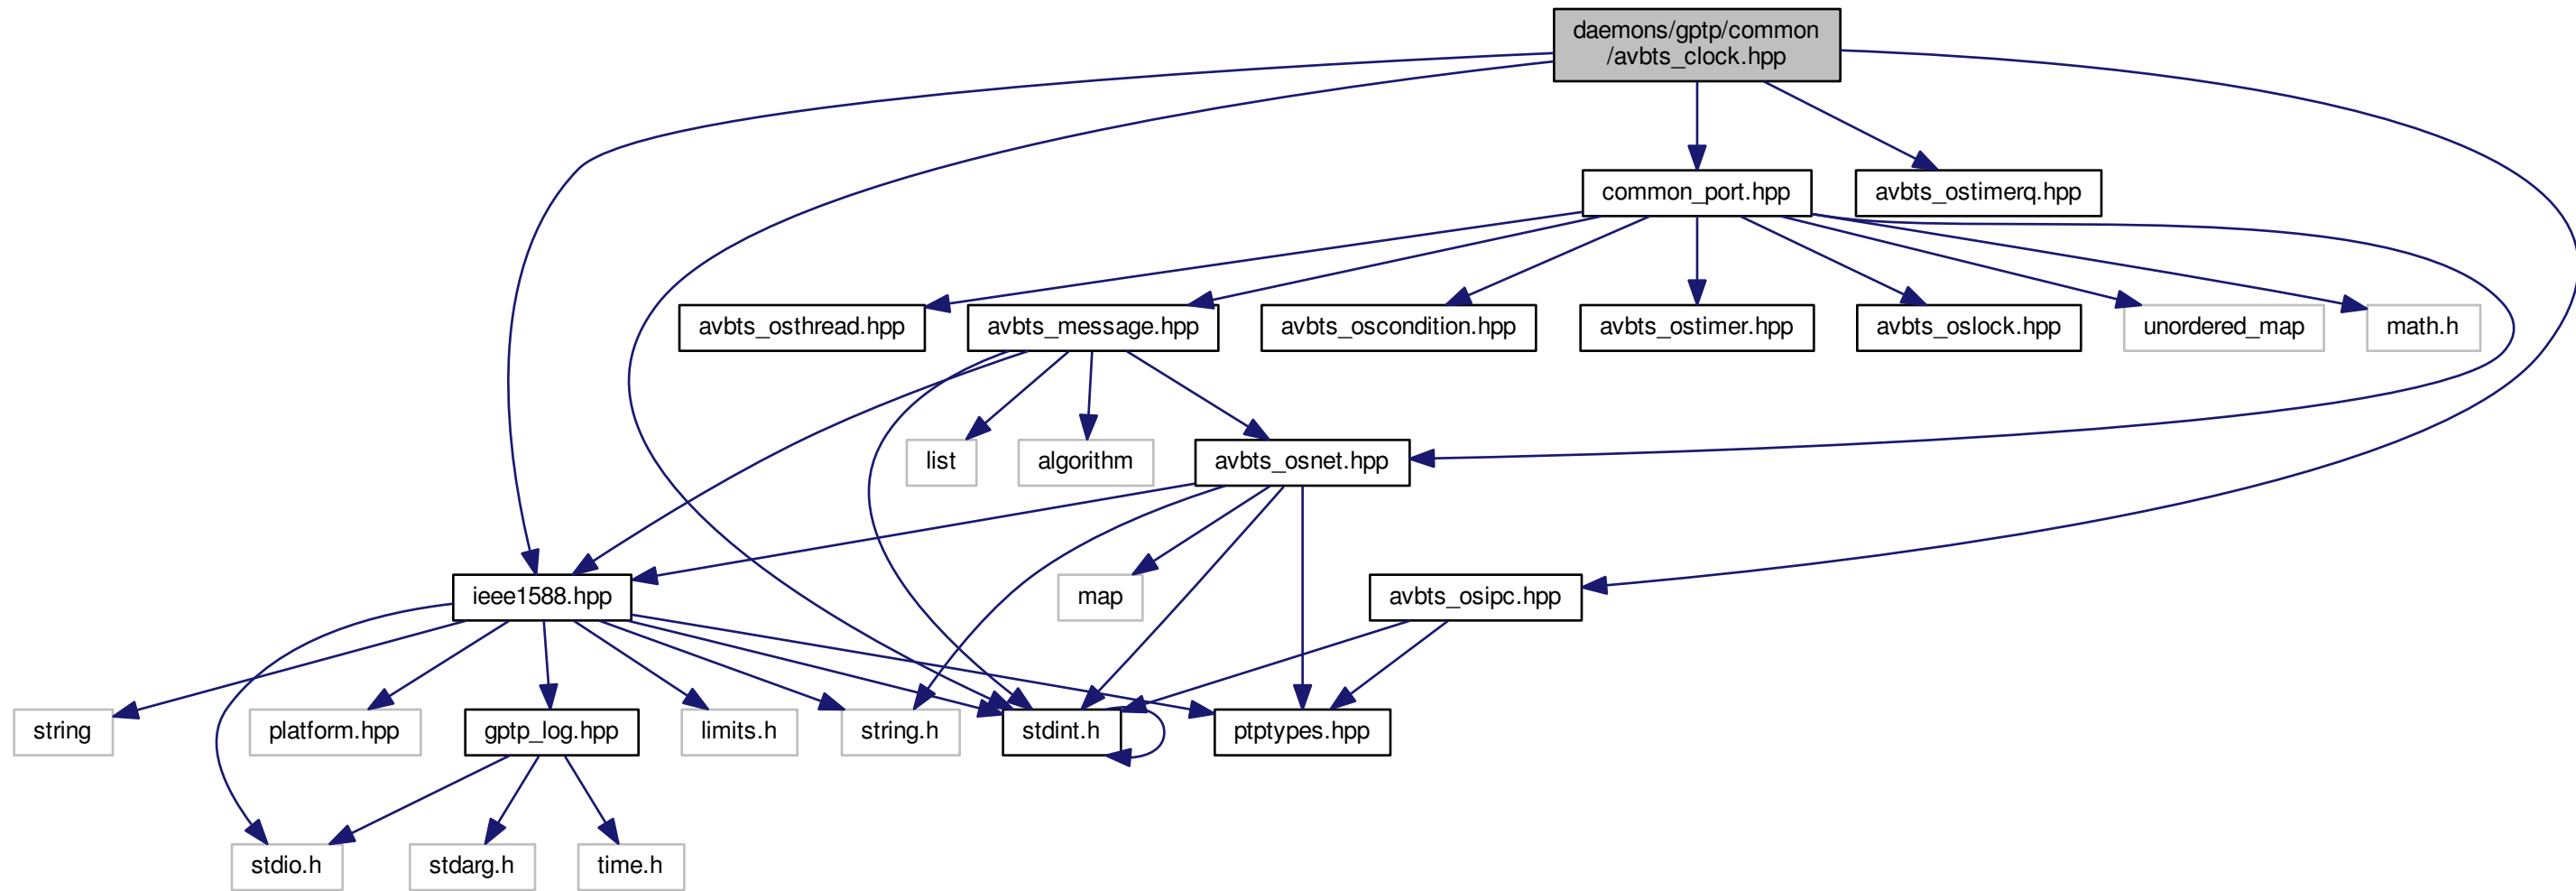 daemons/gptp/common
/avbts_clock.hpp
common_port.hpp
avbts_ostimerq.hpp
avbts_osthread.hpp
avbts_message.hpp
avbts_oscondition.hpp
avbts_ostimer.hpp
avbts_oslock.hpp
unordered_map
math.h
list
algorithm
avbts_osnet.hpp
ieee1588.hpp
map
avbts_osipc.hpp
string
platform.hpp
gptp_log.hpp
limits.h
string.h
stdint.h
ptptypes.hpp
stdio.h
stdarg.h
time.h